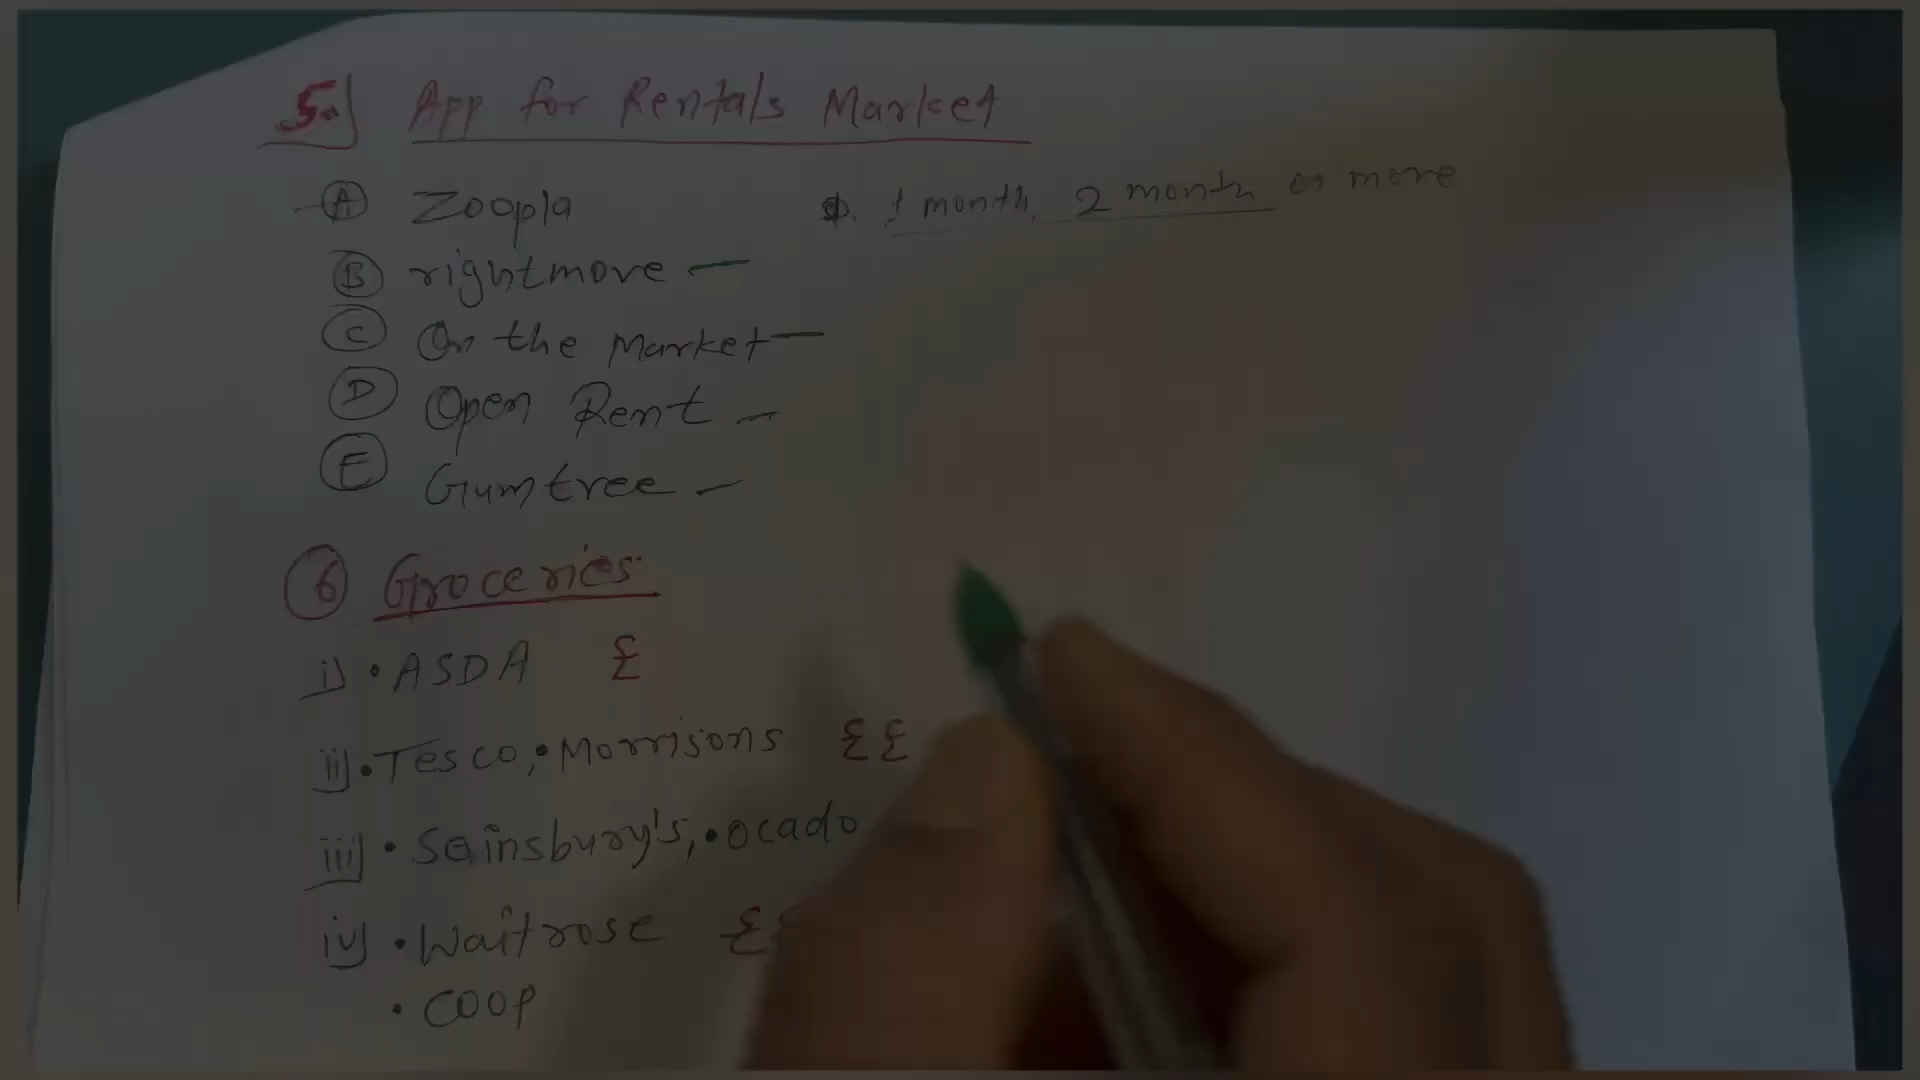 5.) App for Rentals Market
(A) Zoopla 1 month, 2 month or more
(B) rightmove —
(C) On the Market —
(D) Open Rent —
(E) Gumtree —
(6) Groceries
i) • ASDA £
ii) • Tesco, • Morrisons ££
iii) • Sainsbury's, • ocado
iv) • Waitrose £
• COOP